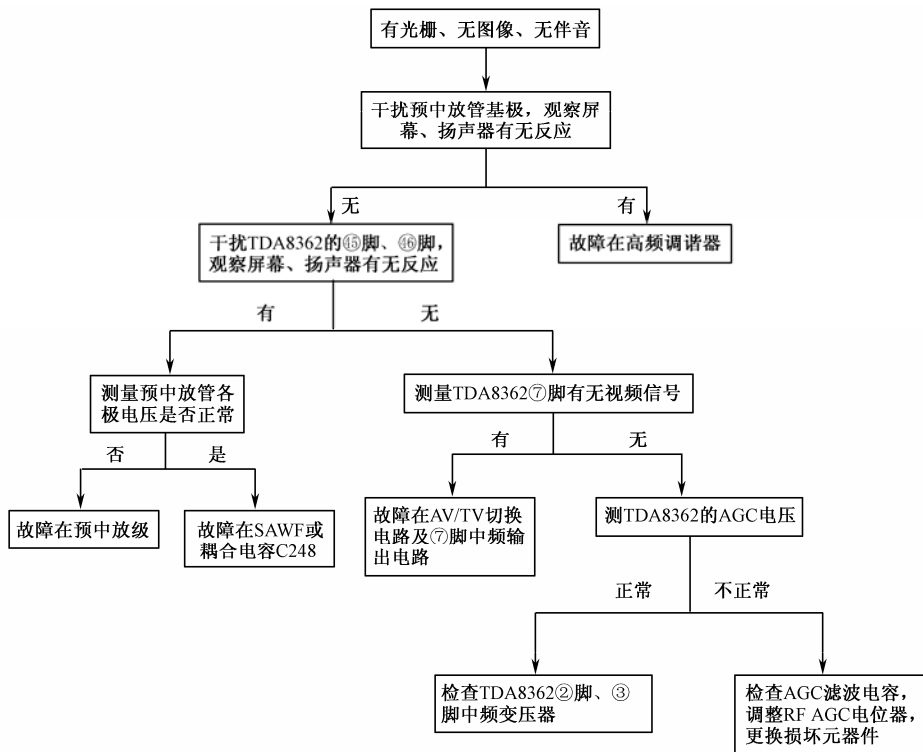 有光栅、无图像、无伴音
干扰预中放管基极，观察屏
幕、扬声器有无反应
无
有
干扰TDA8362的㊺脚、㊻脚，
观察屏幕、扬声器有无反应
故障在高频调谐器
有
无
测量预中放管各
极电压是否正常
测量TDA8362⑦脚有无视频信号
否
是
有
无
故障在预中放级
故障在SAWF或
耦合电容C248
故障在AV/TV切换
电路及⑦脚中频输
出电路
测TDA8362的AGC电压
正常
不正常
检查TDA8362②脚、③
脚中频变压器
检查AGC滤波电容，
调整RF AGC电位器，
更换损坏元器件